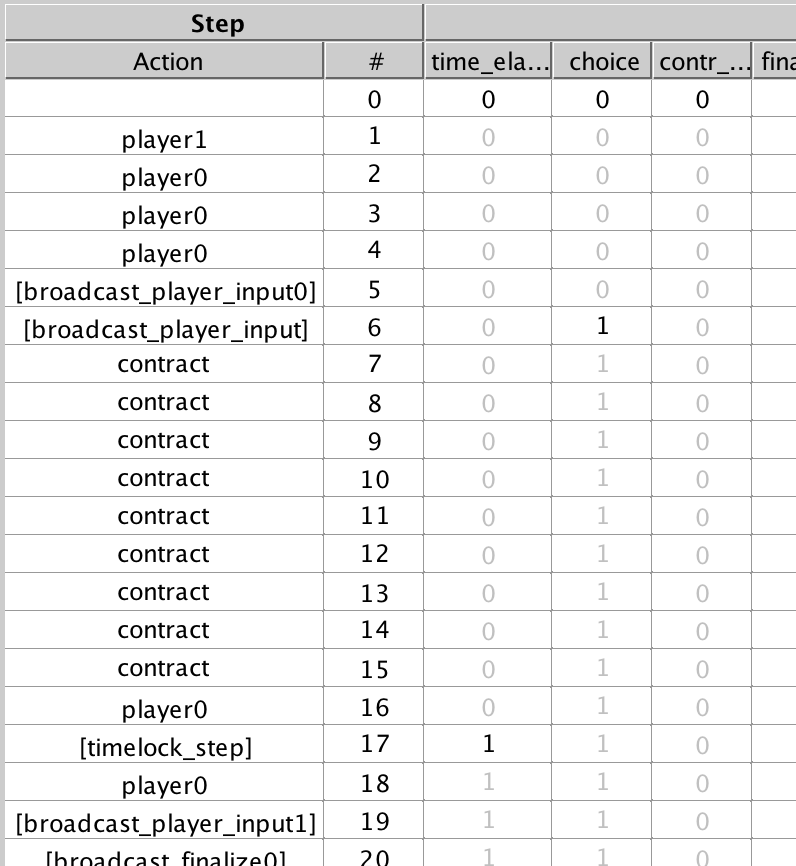 Step
Action # time_ela... choice contr_... fina
0 0 0 0
player1 1 0 0 0
player0 2 0 0 0
player0 3 0 0 0
player0 4 0 0 0
[broadcast_player_input0] 5 0 0 0
[broadcast_player_input] 6 0 1 0
contract 7 0 1 0
contract 8 0 1 0
contract 9 0 1 0
contract 10 0 1 0
contract 11 0 1 0
contract 12 0 1 0
contract 13 0 1 0
contract 14 0 1 0
contract 15 0 1 0
player0 16 0 1 0
[timelock_step] 17 1 1 0
player0 18 1 1 0
[broadcast_player_input1] 19 1 1 0
[broadcast_finalize0] 20 1 1 0